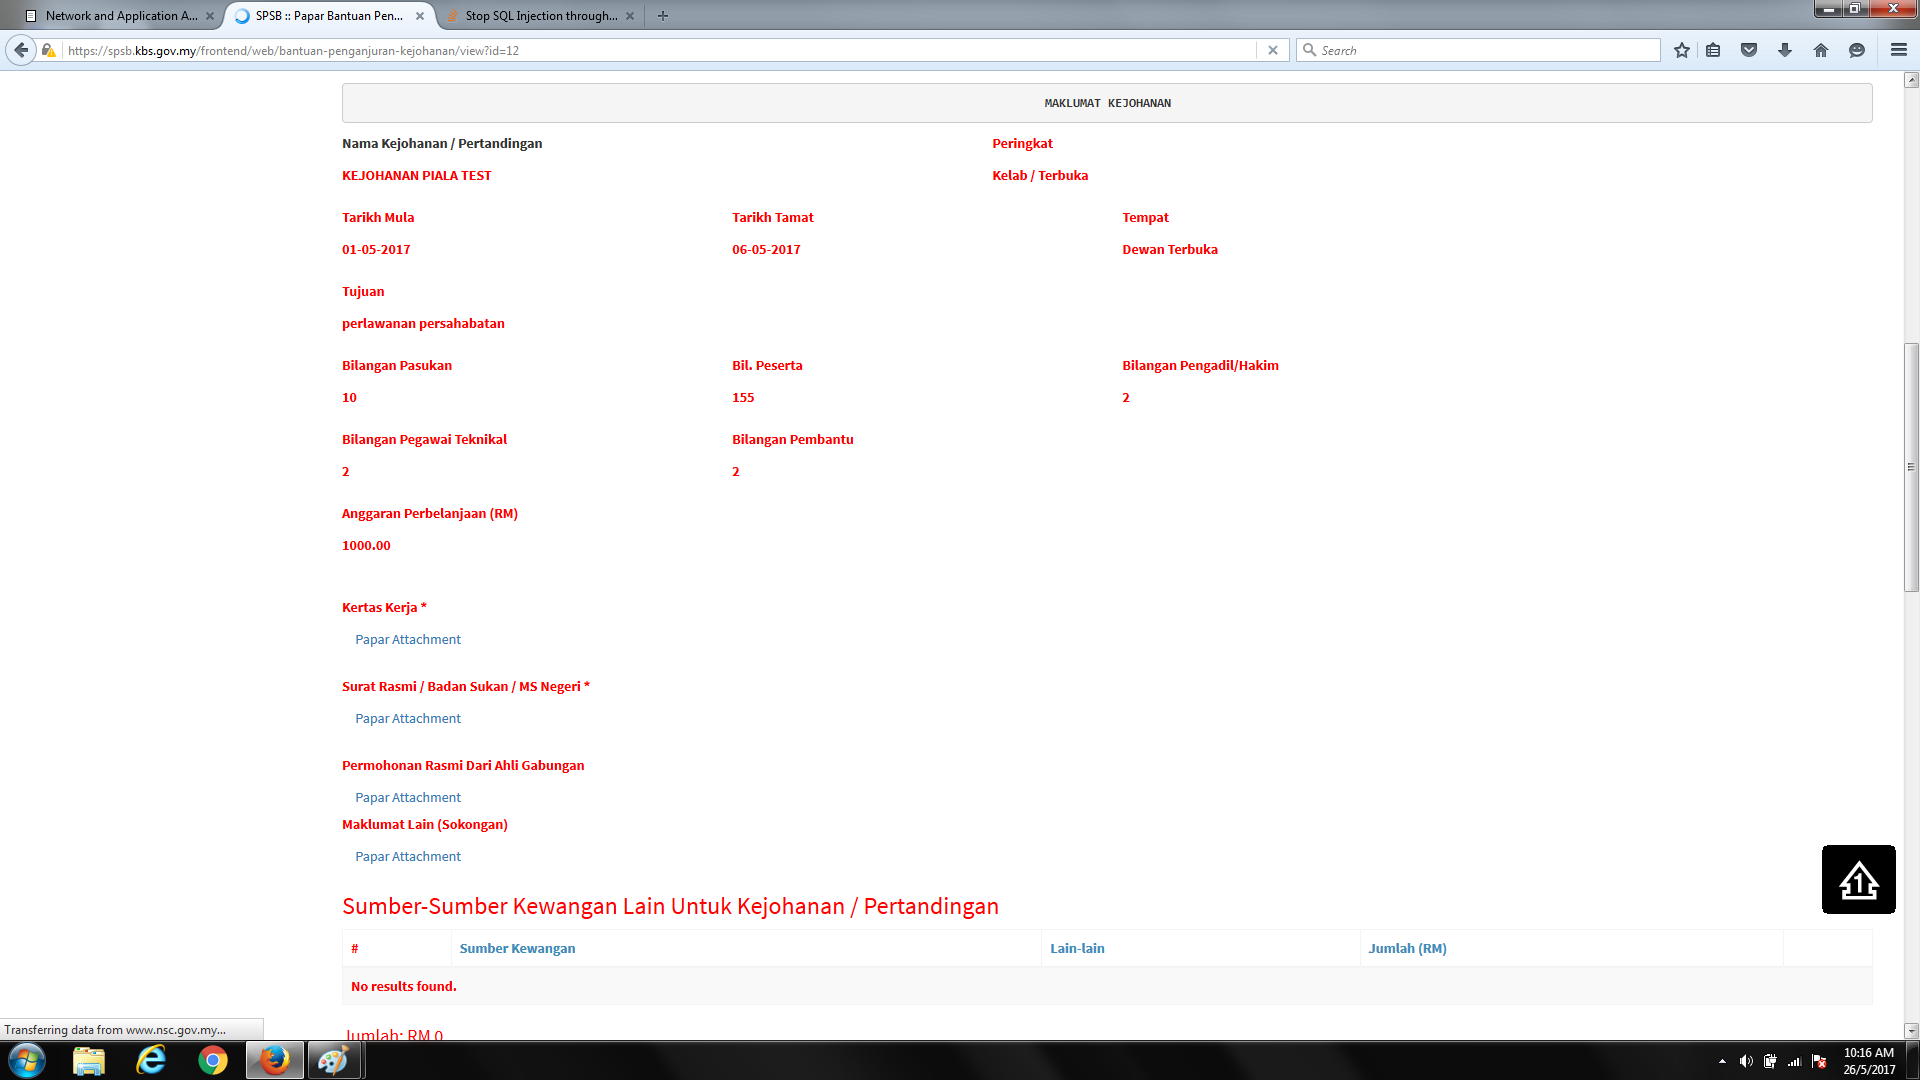 Network and Application A...
SPSB :: Papar Bantuan Pen...
Stop SQL Injection through...
https://spsb.kbs.gov.my/frontend/web/bantuan-penganjuran-kejohanan/view?id=12
Search
MAKLUMAT KEJOHANAN
Nama Kejohanan / Pertandingan
Peringkat
KEJOHANAN PIALA TEST
Kelab / Terbuka
Tarikh Mula
Tarikh Tamat
Tempat
01-05-2017
06-05-2017
Dewan Terbuka
Tujuan
perlawanan persahabatan
Bilangan Pasukan
Bil. Peserta
Bilangan Pengadil/Hakim
10
155
2
Bilangan Pegawai Teknikal
Bilangan Pembantu
2
2
Anggaran Perbelanjaan (RM)
1000.00
Kertas Kerja *
Papar Attachment
Surat Rasmi / Badan Sukan / MS Negeri *
Papar Attachment
Permohonan Rasmi Dari Ahli Gabungan
Papar Attachment
Maklumat Lain (Sokongan)
Papar Attachment
1
Sumber-Sumber Kewangan Lain Untuk Kejohanan / Pertandingan
#
Sumber Kewangan
Lain-lain
Jumlah (RM)
No results found.
Jumlah: RM 0
Transferring data from www.nsc.gov.my...
10:16 AM
26/5/2017